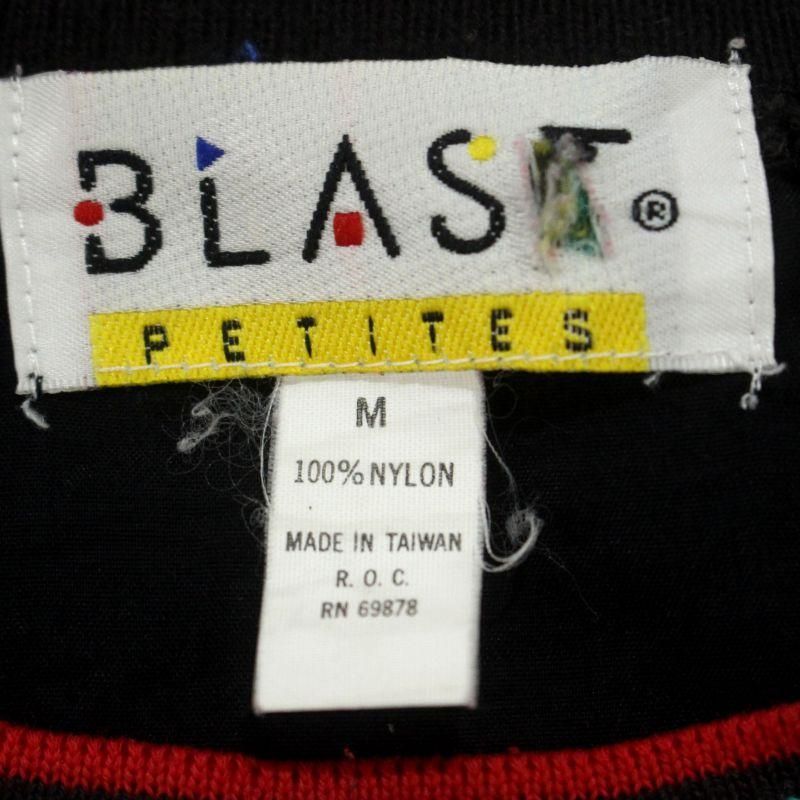 BLAST®
PETITES
M
100% NYLON
MADE IN TAIWAN
R. O. C.
RN 69878